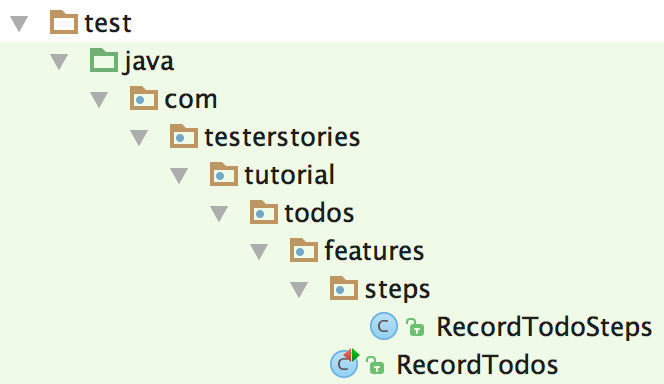 test
java
com
testerstories
tutorial
todos
features
steps
RecordTodoSteps
RecordTodos